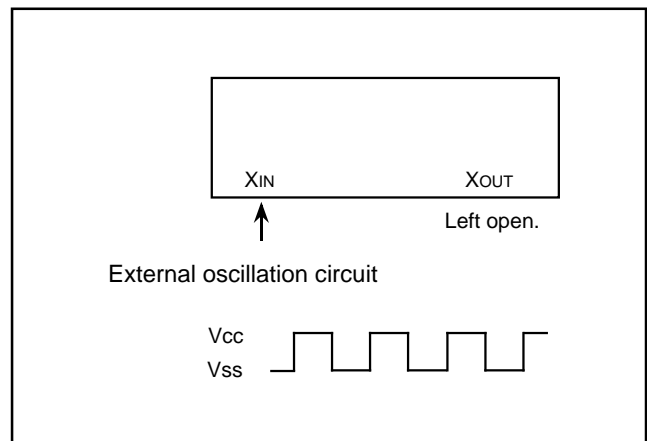 XIN XOUT
Left open.
External oscillation circuit
Vcc
Vss